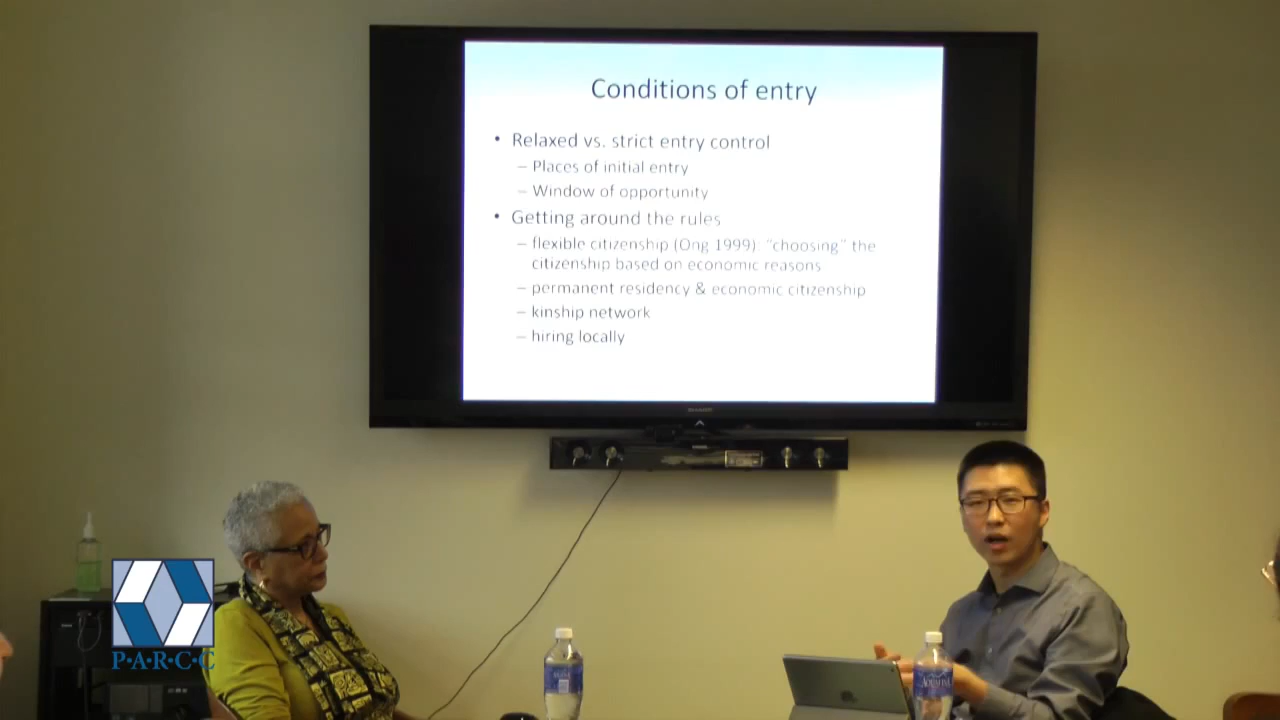 Conditions of entry
• Relaxed vs. strict entry control
– Places of initial entry
– Window of opportunity
• Getting around the rules
– flexible citizenship (Ong 1999): “choosing” the
citizenship based on economic reasons
– permanent residency & economic citizenship
– kinship network
– hiring locally
SHARP
P·A·R·C·C
AQUAFINA